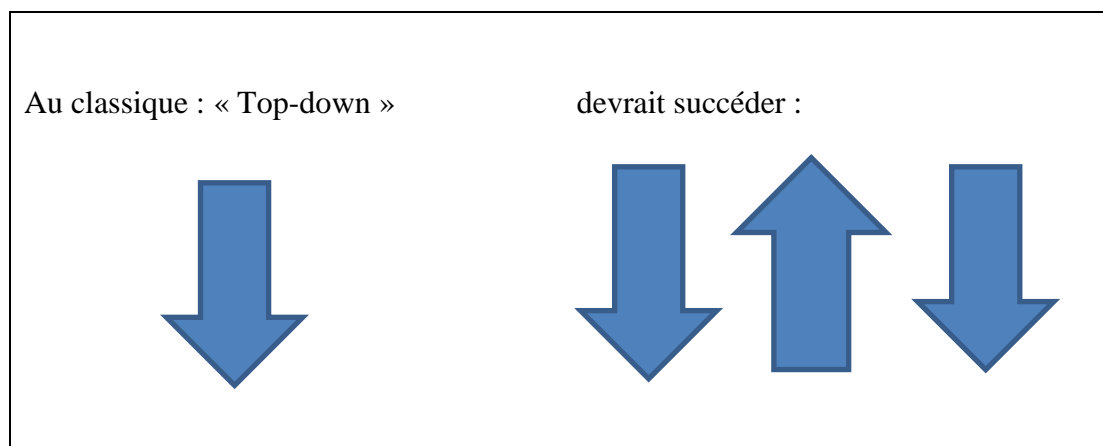 Au classique : « Top-down » devrait succéder :